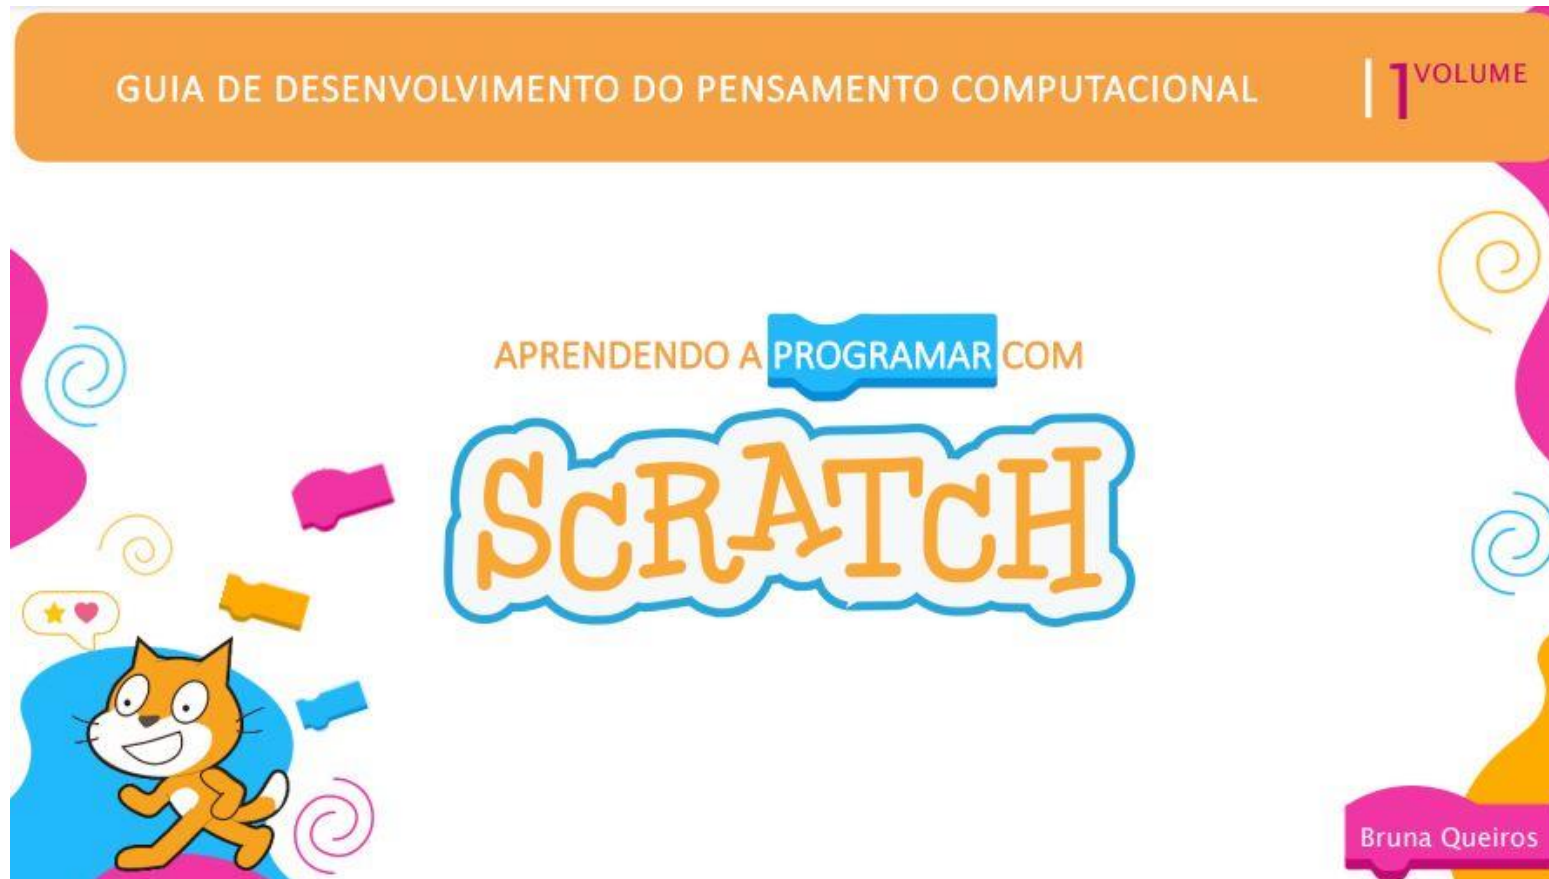 GUIA DE DESENVOLVIMENTO DO PENSAMENTO COMPUTACIONAL
1 VOLUME
APRENDENDO A PROGRAMAR COM
SCRATCH
Bruna Queiros